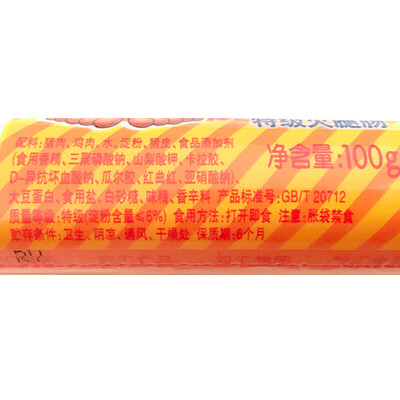 特级火腿肠
配料:猪肉、鸡肉、水、淀粉、猪皮、食品添加剂
(食用香精、三聚磷酸钠、山梨酸钾、卡拉胶、
D-异抗坏血酸钠、瓜尔胶、红曲红、亚硝酸钠)、
大豆蛋白、食用盐、白砂糖、味精、香辛料 产品标准号:GB/T 20712
质量等级:特级(淀粉含量≤6%) 食用方法:打开即食 注意:胀袋禁食
贮存条件:卫生、阴凉、通风、干燥处 保质期:6个月
净含量:100g